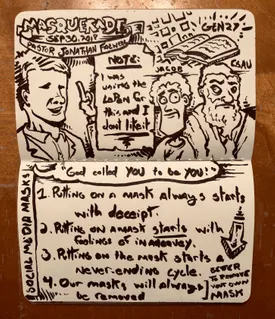 MASQUERADE
SEP. 30. 2018
PASTOR JONATHAN
GEN 27
NOTE:
I was
using the
for
this and I
don't like it
JACOB
ESAU
"God called YOU to be YOU!"
SOCIAL MEDIA MASKS
1. Putting on a mask always starts
with deceipt.
2. Putting on a mask starts with
feelings of inadequacy.
3. Putting on the mask starts a
never-ending cycle.
4. Our masks will always
... be removed
BETTER
TO REMOVE
YOUR OWN
MASK